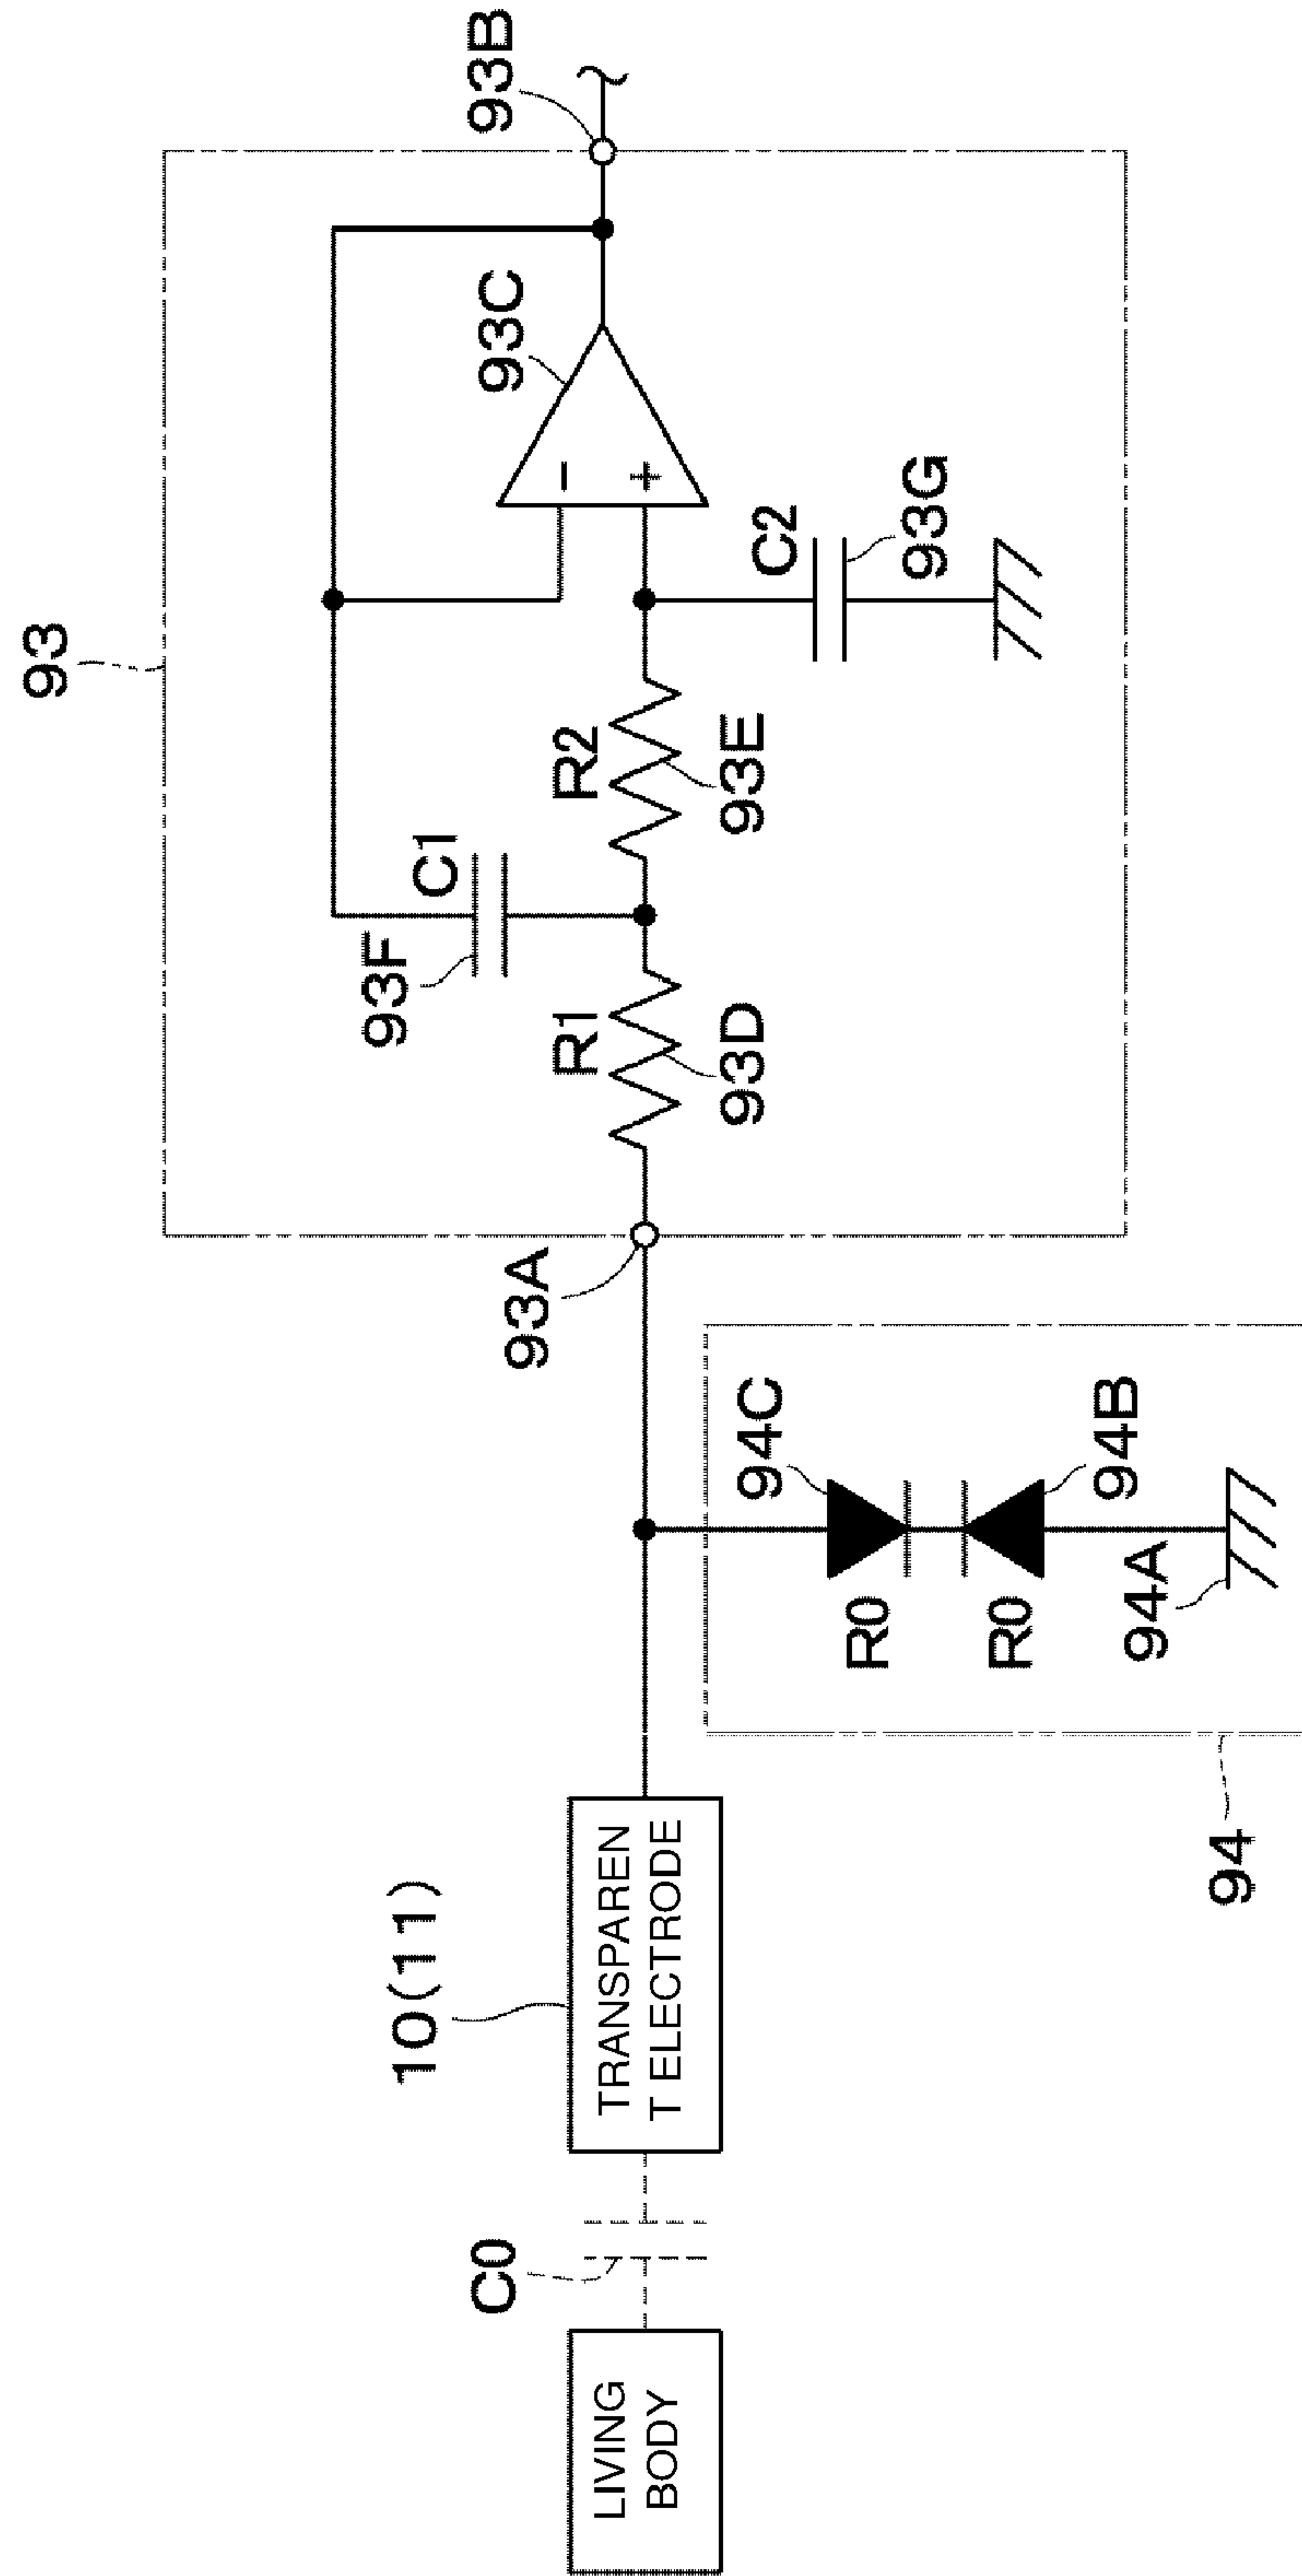 93
93B
93C
−
+
C1
93F
R2
93E
C2
93G
R1
93D
93A
10(11)
TRANSPAREN
T ELECTRODE
C0
LIVING
BODY
94C
R0
94B
R0
94A
94